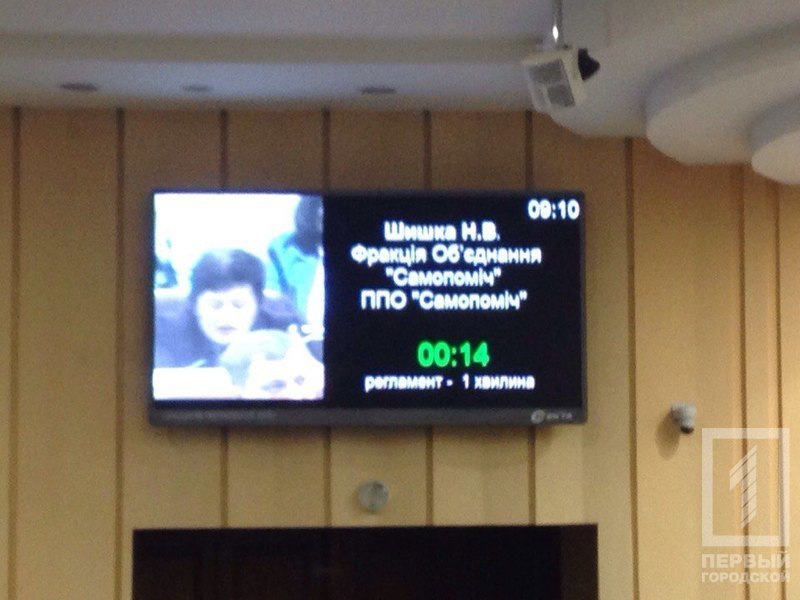 09:10
Шишка Н.В.
Фракція Об'єднання
"Самопоміч"
ППО "Самопоміч"
00:14
регламент - 1 хвилина
ПЕРВЫЙ
ГОРОДСКОЙ